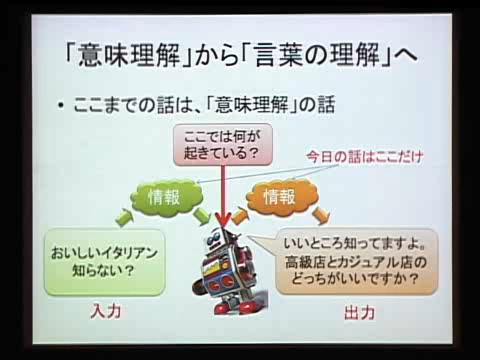 「意味理解」から「言葉の理解」へ
• ここまでの話は、「意味理解」の話
ここでは何が
起きている？
今日の話はここだけ
情報
情報
おいしいイタリアン
知らない？
いいところ知ってますよ。
高級店とカジュアル店の
どっちがいいですか？
入力
出力